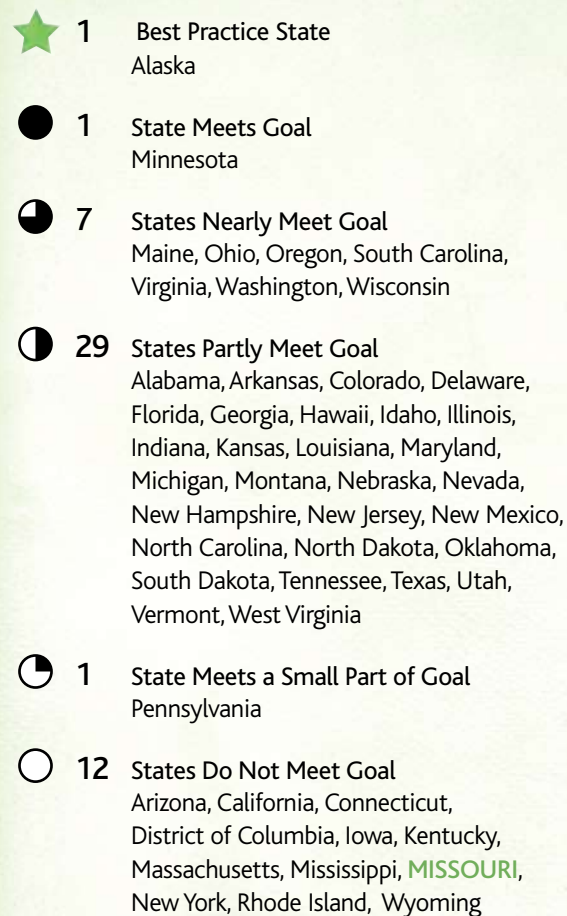 1 Best Practice State
Alaska
1 State Meets Goal
Minnesota
7 States Nearly Meet Goal
Maine, Ohio, Oregon, South Carolina,
Virginia, Washington, Wisconsin
29 States Partly Meet Goal
Alabama, Arkansas, Colorado, Delaware,
Florida, Georgia, Hawaii, Idaho, Illinois,
Indiana, Kansas, Louisiana, Maryland,
Michigan, Montana, Nebraska, Nevada,
New Hampshire, New Jersey, New Mexico,
North Carolina, North Dakota, Oklahoma,
South Dakota, Tennessee, Texas, Utah,
Vermont, West Virginia
1 State Meets a Small Part of Goal
Pennsylvania
12 States Do Not Meet Goal
Arizona, California, Connecticut,
District of Columbia, Iowa, Kentucky,
Massachusetts, Mississippi, MISSOURI,
New York, Rhode Island, Wyoming